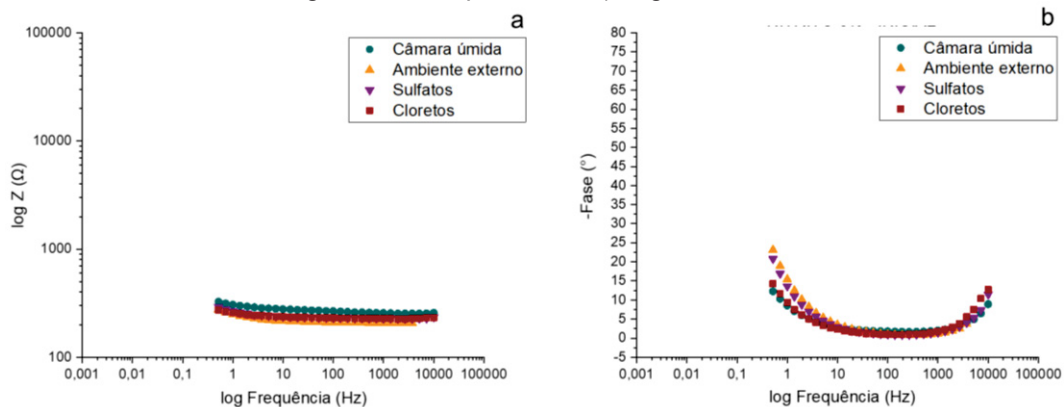 a
100000
10000
1000
100
log Z (Ω)
Câmara úmida
Ambiente externo
Sulfatos
Cloretos
0,001 0,01 0,1 1 10 100 1000 10000 100000
log Frequência (Hz)
b
80
75
70
65
60
55
50
45
40
35
30
25
20
15
10
5
0
-5
-Fase (°)
Câmara úmida
Ambiente externo
Sulfatos
Cloretos
0,001 0,01 0,1 1 10 100 1000 10000 100000
log Frequência (Hz)